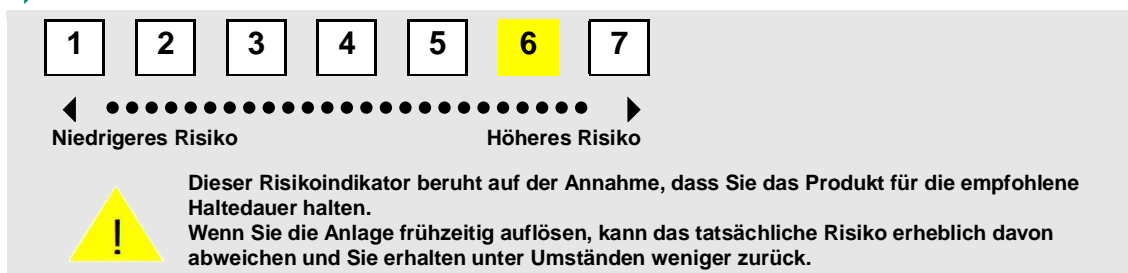 1 2 3 4 5 6 7
Niedrigeres Risiko Höheres Risiko
Dieser Risikoindikator beruht auf der Annahme, dass Sie das Produkt für die empfohlene
Haltedauer halten.
!
Wenn Sie die Anlage frühzeitig auflösen, kann das tatsächliche Risiko erheblich davon
abweichen und Sie erhalten unter Umständen weniger zurück.